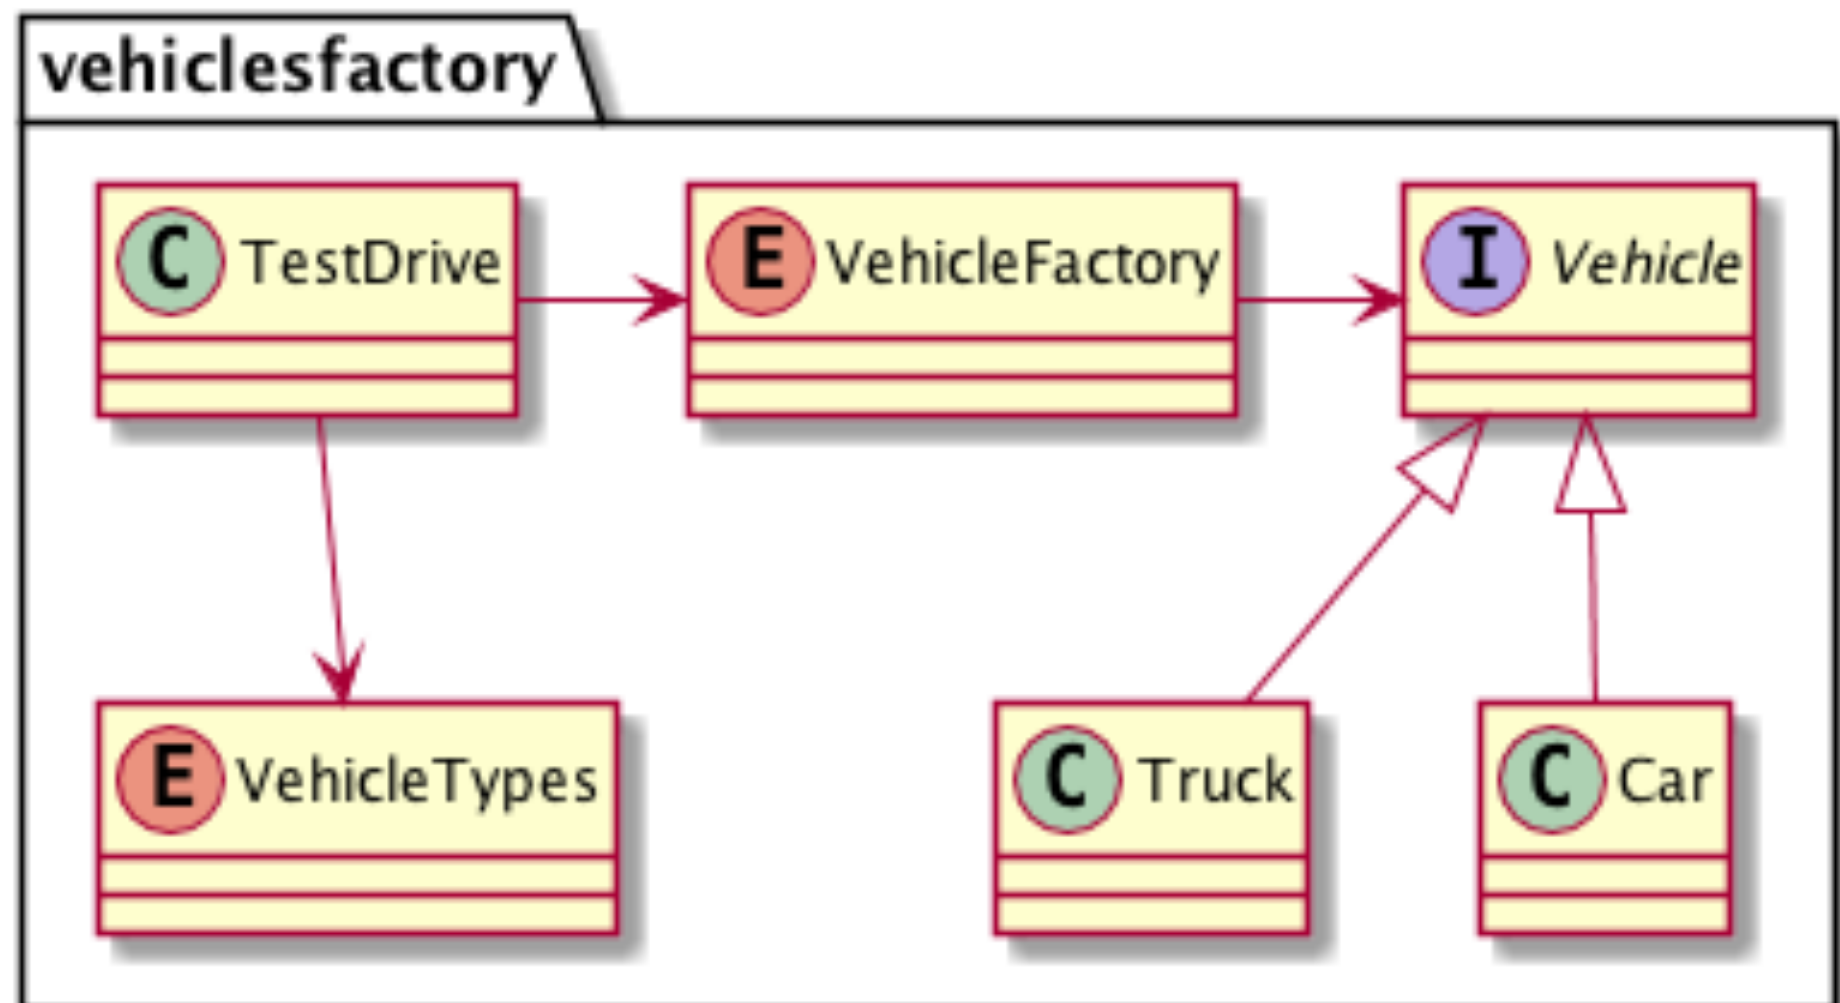 vehiclesfactory
C TestDrive
E VehicleFactory
I Vehicle
E VehicleTypes
C Truck
C Car